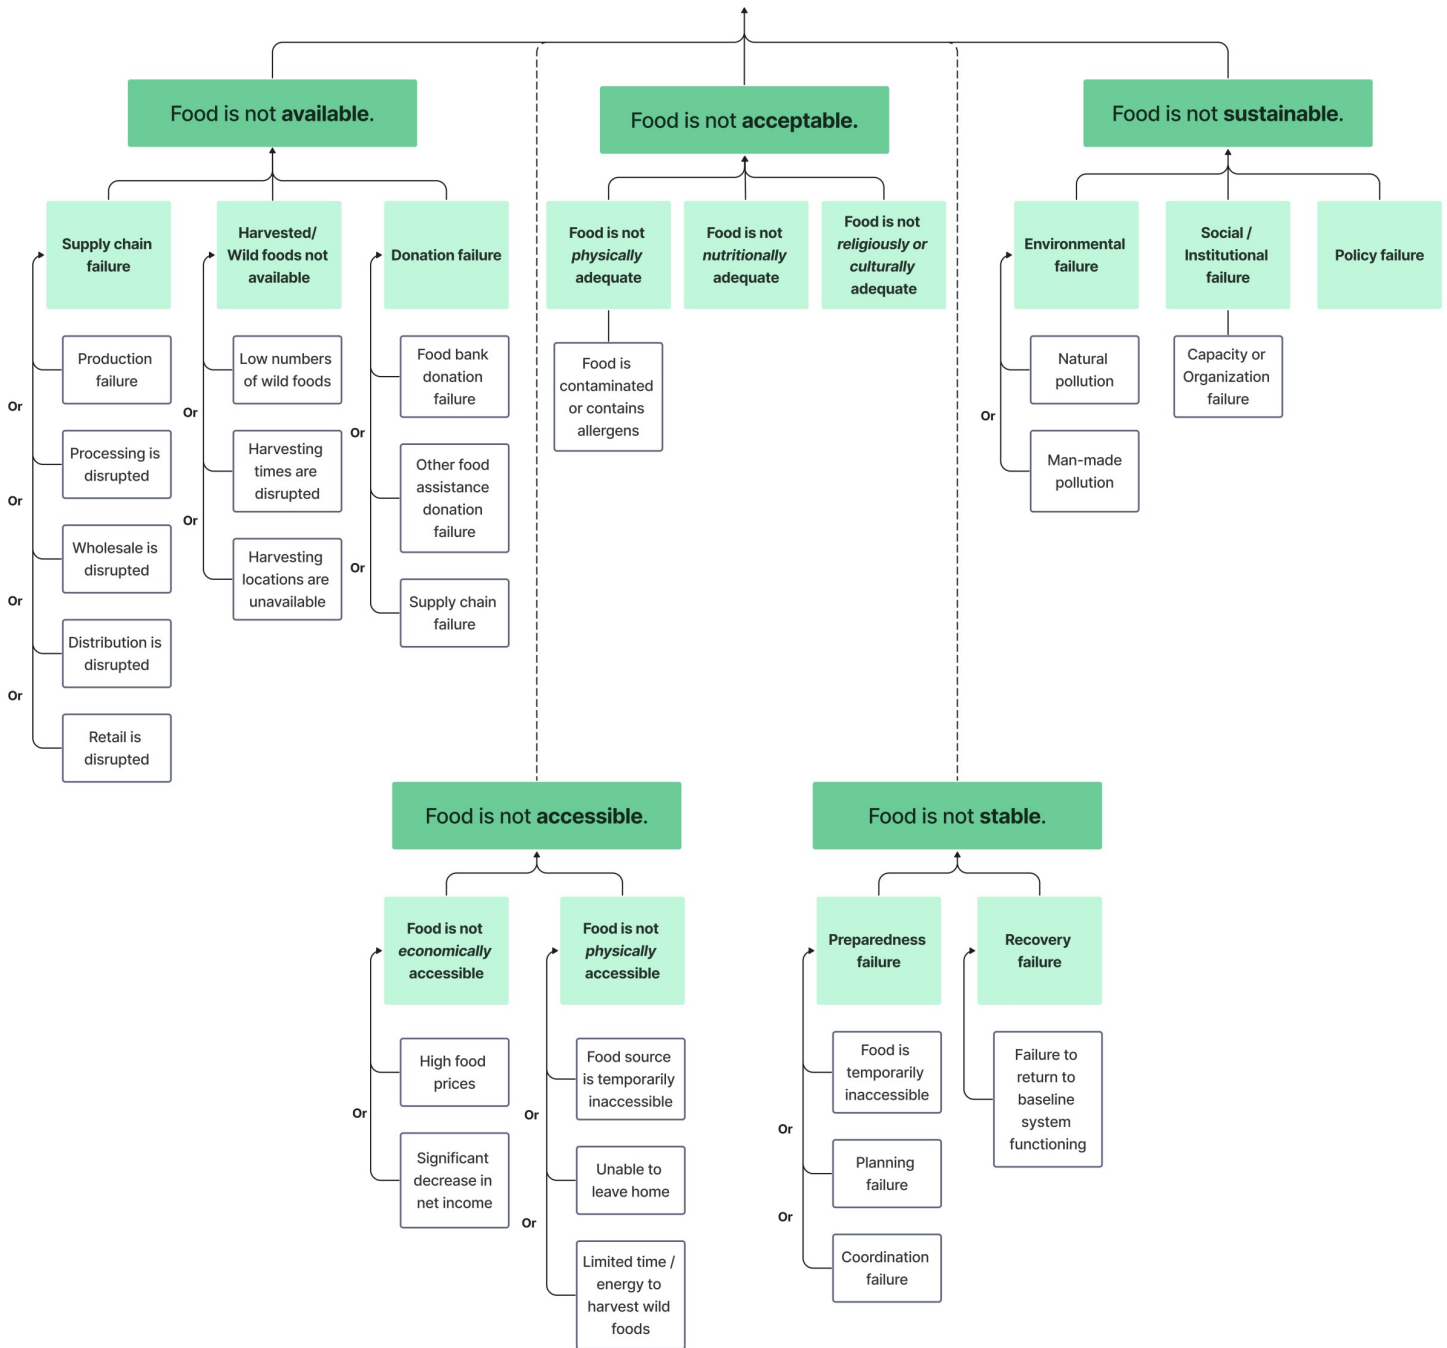 Food is not available.
Supply chain
failure
Or
Production
failure
Or
Processing is
disrupted
Or
Wholesale is
disrupted
Or
Distribution is
disrupted
Retail is
disrupted
Harvested/
Wild foods not
available
Or
Low numbers
of wild foods
Or
Harvesting
times are
disrupted
Harvesting
locations are
unavailable
Donation failure
Food bank
donation
failure
Or
Other food
assistance
donation
failure
Or
Supply chain
failure
Food is not acceptable.
Food is not
physically
adequate
Food is
contaminated
or contains
allergens
Food is not
nutritionally
adequate
Food is not
religiously or
culturally
adequate
Food is not sustainable.
Environmental
failure
Natural
pollution
Or
Man-made
pollution
Social /
Institutional
failure
Capacity or
Organization
failure
Policy failure
Food is not accessible.
Food is not
economically
accessible
High food
prices
Or
Significant
decrease in
net income
Food is not
physically
accessible
Food source
is temporarily
inaccessible
Or
Unable to
leave home
Or
Limited time /
energy to
harvest wild
foods
Food is not stable.
Preparedness
failure
Food is
temporarily
inaccessible
Or
Planning
failure
Or
Coordination
failure
Recovery
failure
Failure to
return to
baseline
system
functioning